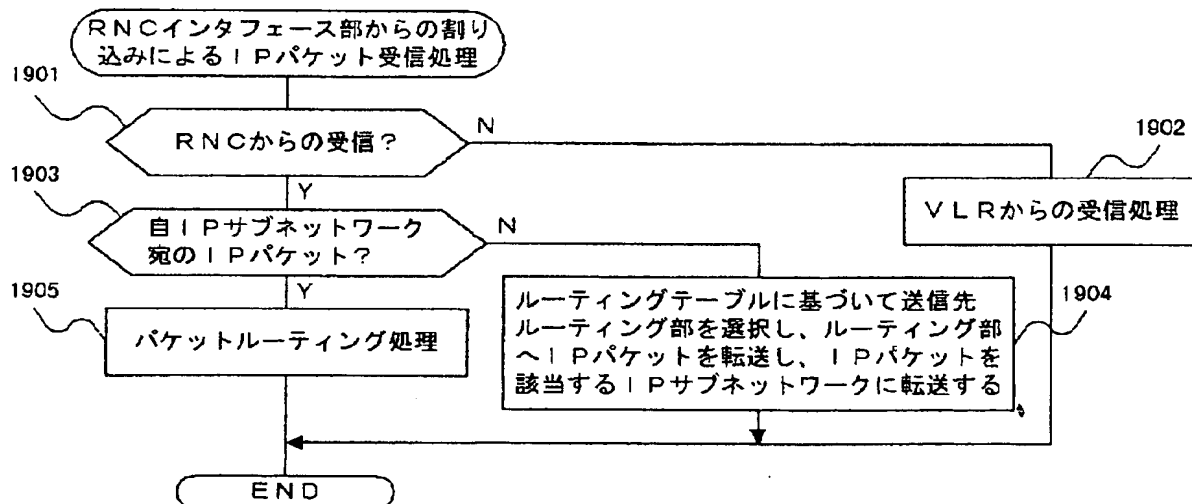 RNCインタフェース部からの割り
込みによるIPパケット受信処理
1901
RNCからの受信?
N
1902
Y
VLRからの受信処理
1903
自IPサブネットワーク
宛のIPパケット?
N
Y
1905
パケットルーティング処理
1904
ルーティングテーブルに基づいて送信先
ルーティング部を選択し、ルーティング部
へIPパケットを転送し、IPパケットを
該当するIPサブネットワークに転送する
END